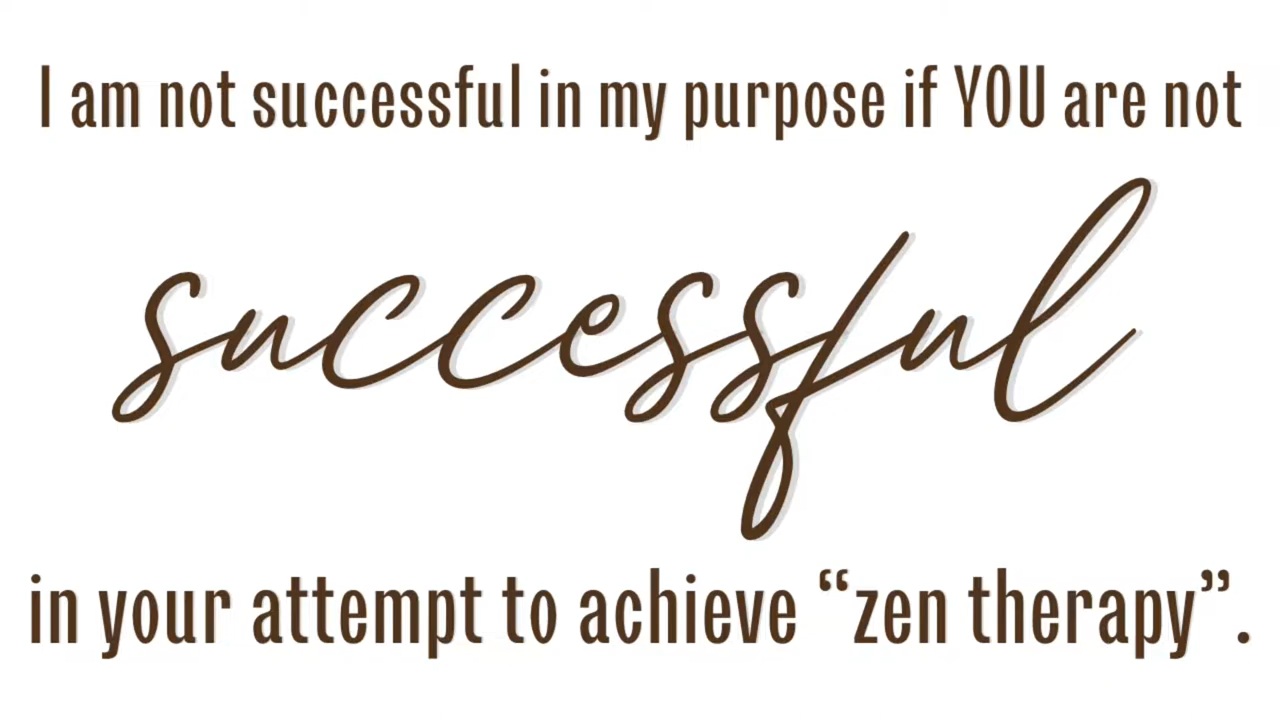 I am not successful in my purpose if YOU are not
successful
in your attempt to achieve “zen therapy”.